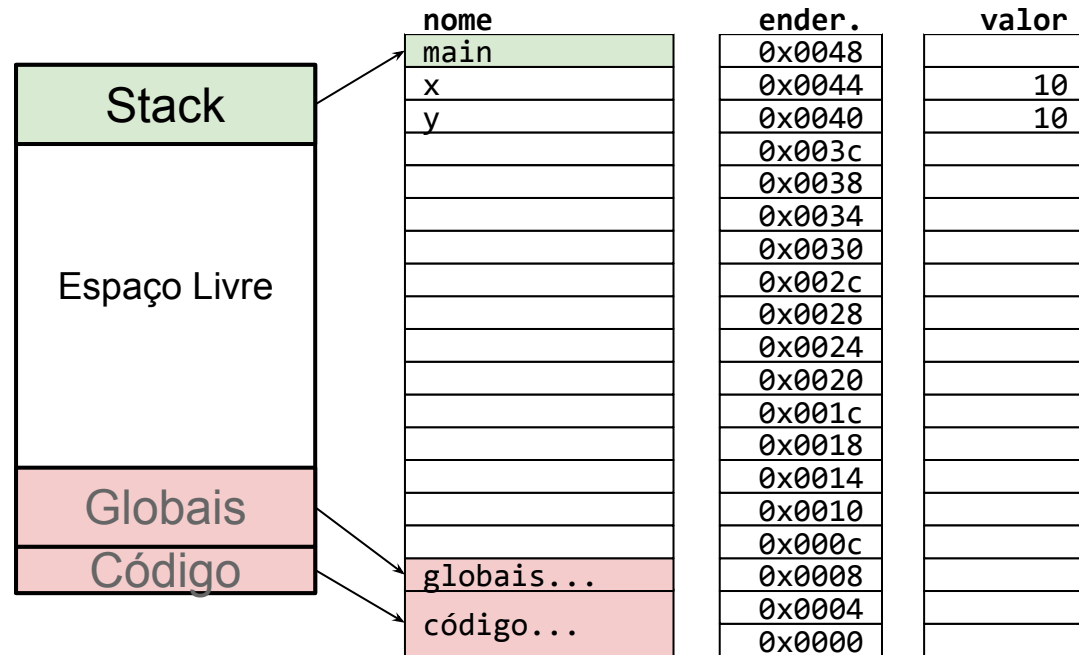 nome ender. valor
main 0x0048
x 0x0044 10
y 0x0040 10
0x003c
0x0038
0x0034
0x0030
0x002c
0x0028
0x0024
0x0020
0x001c
0x0018
0x0014
0x0010
0x000c
globais... 0x0008
código... 0x0004
0x0000
Stack
Espaço Livre
Globais
Código